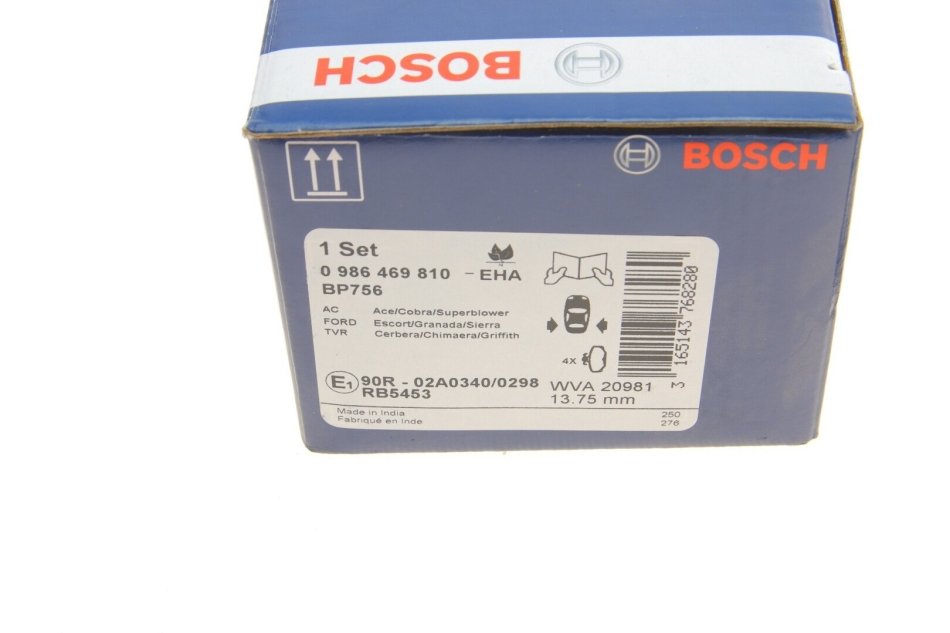 BOSCH
BOSCH
1 Set
0 986 469 810 - EHA
BP756
AC Ace/Cobra/Superblower
FORD Escort/Granada/Sierra
TVR Cerbera/Chimaera/Griffith
4X
E1 90R - 02A0340/0298
RB5453
WVA 20981
13.75 mm
3 165143 768280
Made in India
Fabriqué en Inde
250
276